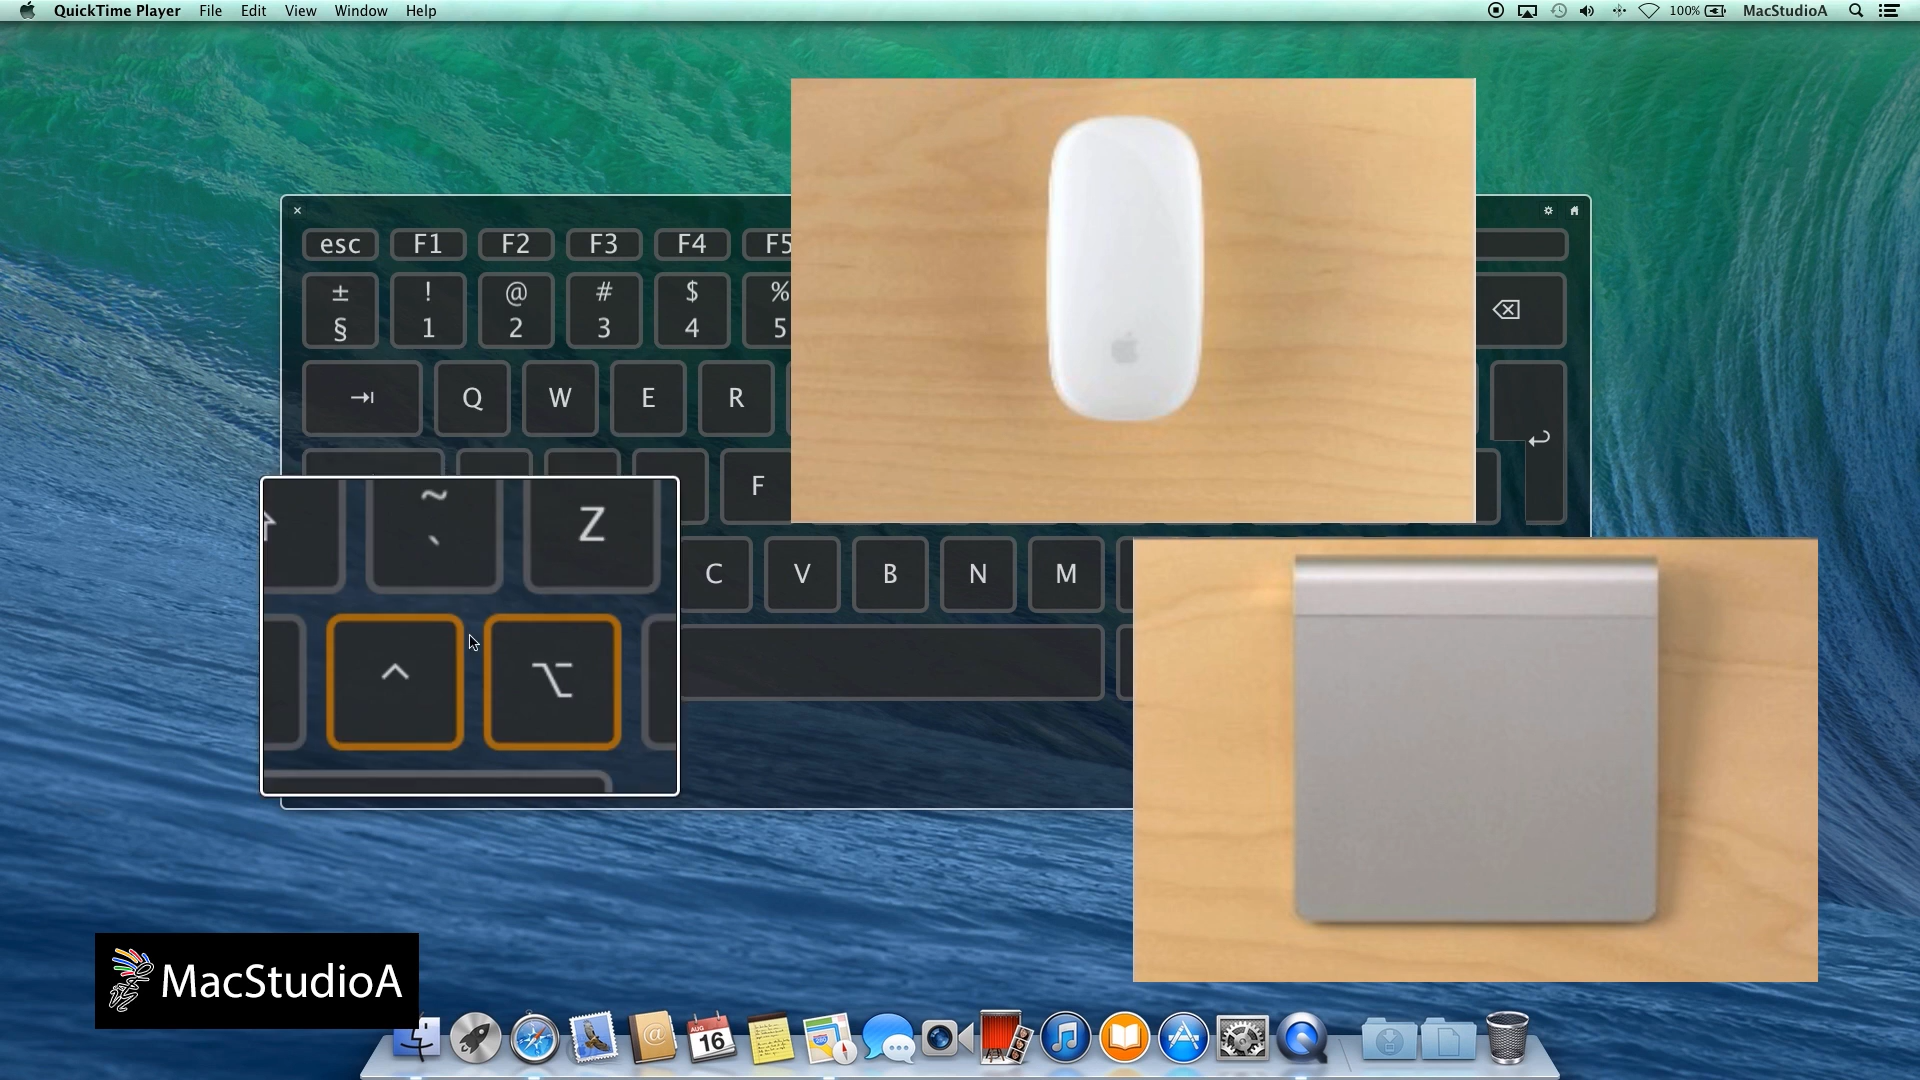 QuickTime Player File Edit View Window Help 100% MacStudioA
esc F1 F2 F3 F4 F5
± ! @ # $ %
§ 1 2 3 4 5
Q W E R
F
~
` Z
C V B N M
^ ⌥
MacStudioA
AUG
16